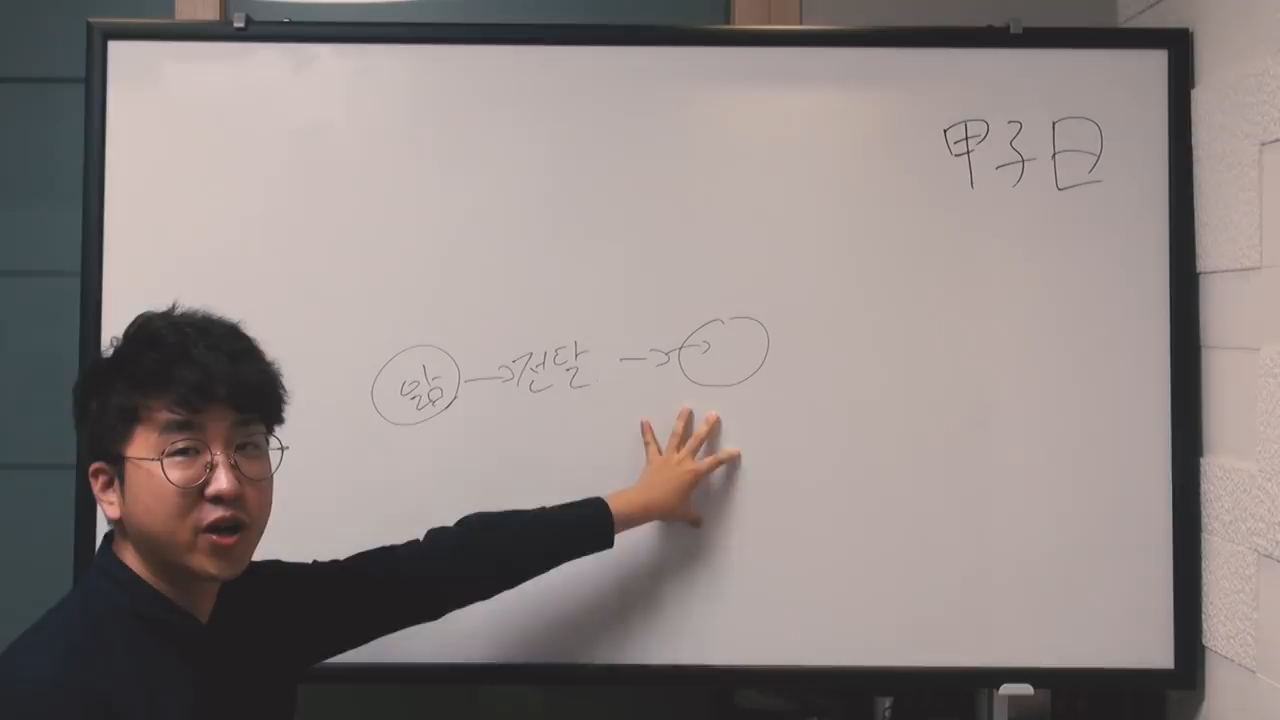 甲子日
앎 → 전달 →